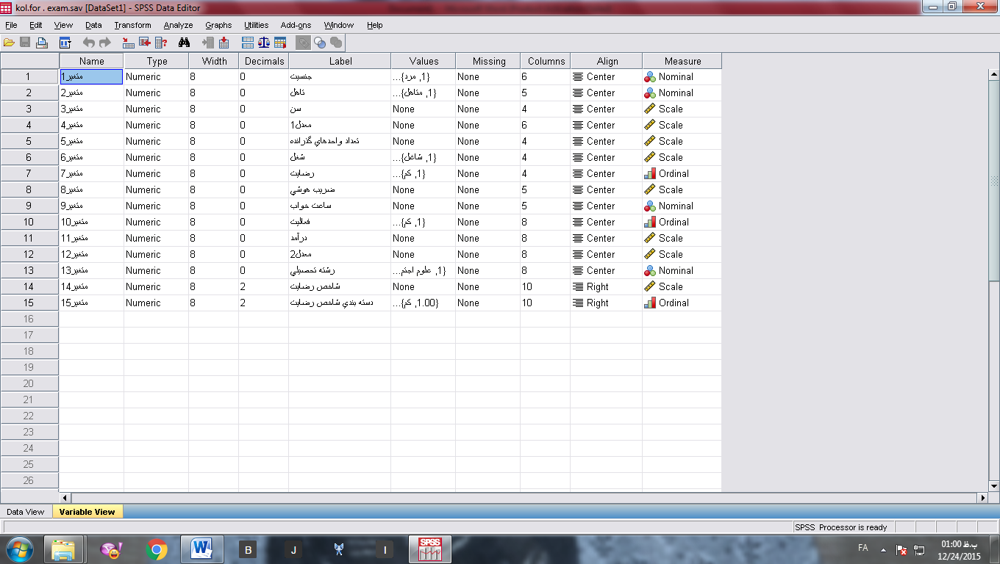 kol.for . exam.sav [DataSet1] - SPSS Data Editor
File Edit View Data Transform Analyze Graphs Utilities Add-ons Window Help
Name Type Width Decimals Label Values Missing Columns Align Measure
1 متغير1 Numeric 8 0 جنسيت {1, مرد}... None 6 Center Nominal
2 متغير2 Numeric 8 0 تاهل {1, متاهل}... None 5 Center Nominal
3 متغير3 Numeric 8 0 سن None None 4 Center Scale
4 متغير4 Numeric 8 0 معدل1 None None 6 Center Scale
5 متغير5 Numeric 8 0 تعداد واحدهاي گذرانده None None 4 Center Scale
6 متغير6 Numeric 8 0 شغل {1, شاغل}... None 4 Center Scale
7 متغير7 Numeric 8 0 رضايت {1, کم}... None 4 Center Ordinal
8 متغير8 Numeric 8 0 ضريب هوشي None None 5 Center Scale
9 متغير9 Numeric 8 0 ساعت خواب None None 5 Center Nominal
10 متغير10 Numeric 8 0 فعاليت {1, کم}... None 8 Center Ordinal
11 متغير11 Numeric 8 0 درآمد None None 8 Center Scale
12 متغير12 Numeric 8 0 معدل2 None None 8 Center Scale
13 متغير13 Numeric 8 0 رشته تحصيلي {1, علوم اجتم... None 8 Center Nominal
14 متغير14 Numeric 8 2 شاخص رضايت None None 10 Right Scale
15 متغير15 Numeric 8 2 دسته بندي شاخص رضايت {1.00, کم}... None 10 Right Ordinal
16
17
18
19
20
21
22
23
24
25
26
Data View Variable View
SPSS Processor is ready
B J I SPSS FA 01:00 ب.ظ
12/24/2015